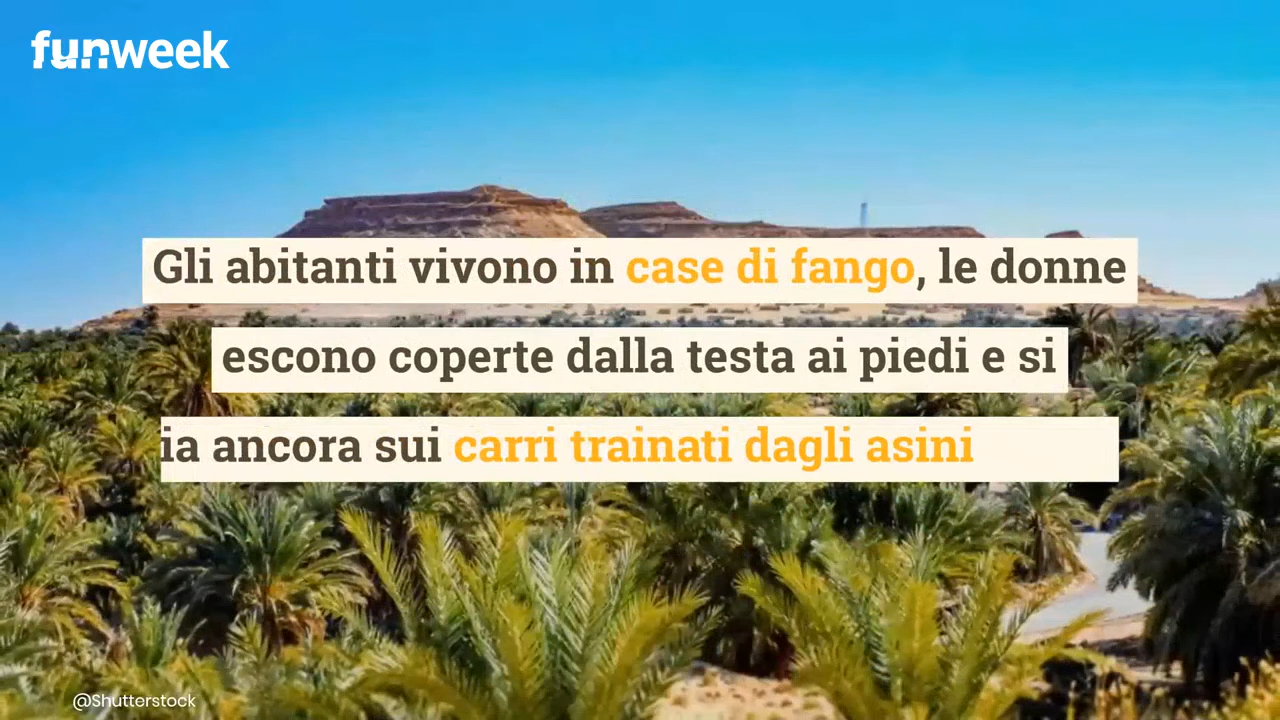 funweek
Gli abitanti vivono in case di fango, le donne
escono coperte dalla testa ai piedi e si
ia ancora sui carri trainati dagli asini
@Shutterstock